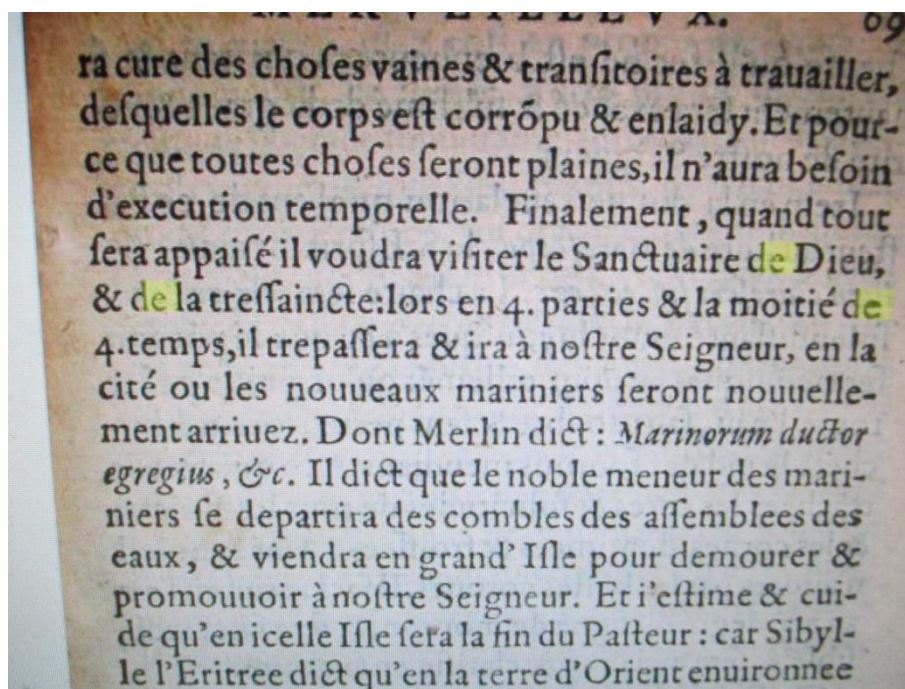 MERVEILLEVX. 69
ra cure des choſes vaines & tranſitoires à trauailler,
deſquelles le corps eſt corrõpu & enlaidy. Et pour-
ce que toutes choſes ſeront plaines, il n'aura beſoin
d'execution temporelle. Finalement, quand tout
ſera appaiſé il voudra viſiter le Sanctuaire de Dieu,
& de la treſſaincte: lors en 4. parties & la moitié de
4. temps, il trepaſſera & ira à noſtre Seigneur, en la
cité ou les nouueaux mariniers ſeront nouuelle-
ment arriuez. Dont Merlin dict : Marinorum ductor
egregius, &c. Il dict que le noble meneur des mari-
niers ſe departira des combles des aſſemblees des
eaux, & viendra en grand' Iſle pour demourer &
promouuoir à noſtre Seigneur. Et i'eſtime & cui-
de qu'en icelle Iſle ſera la fin du Paſteur : car Sibyl-
le l'Eritree dict qu'en la terre d'Orient enuironnee